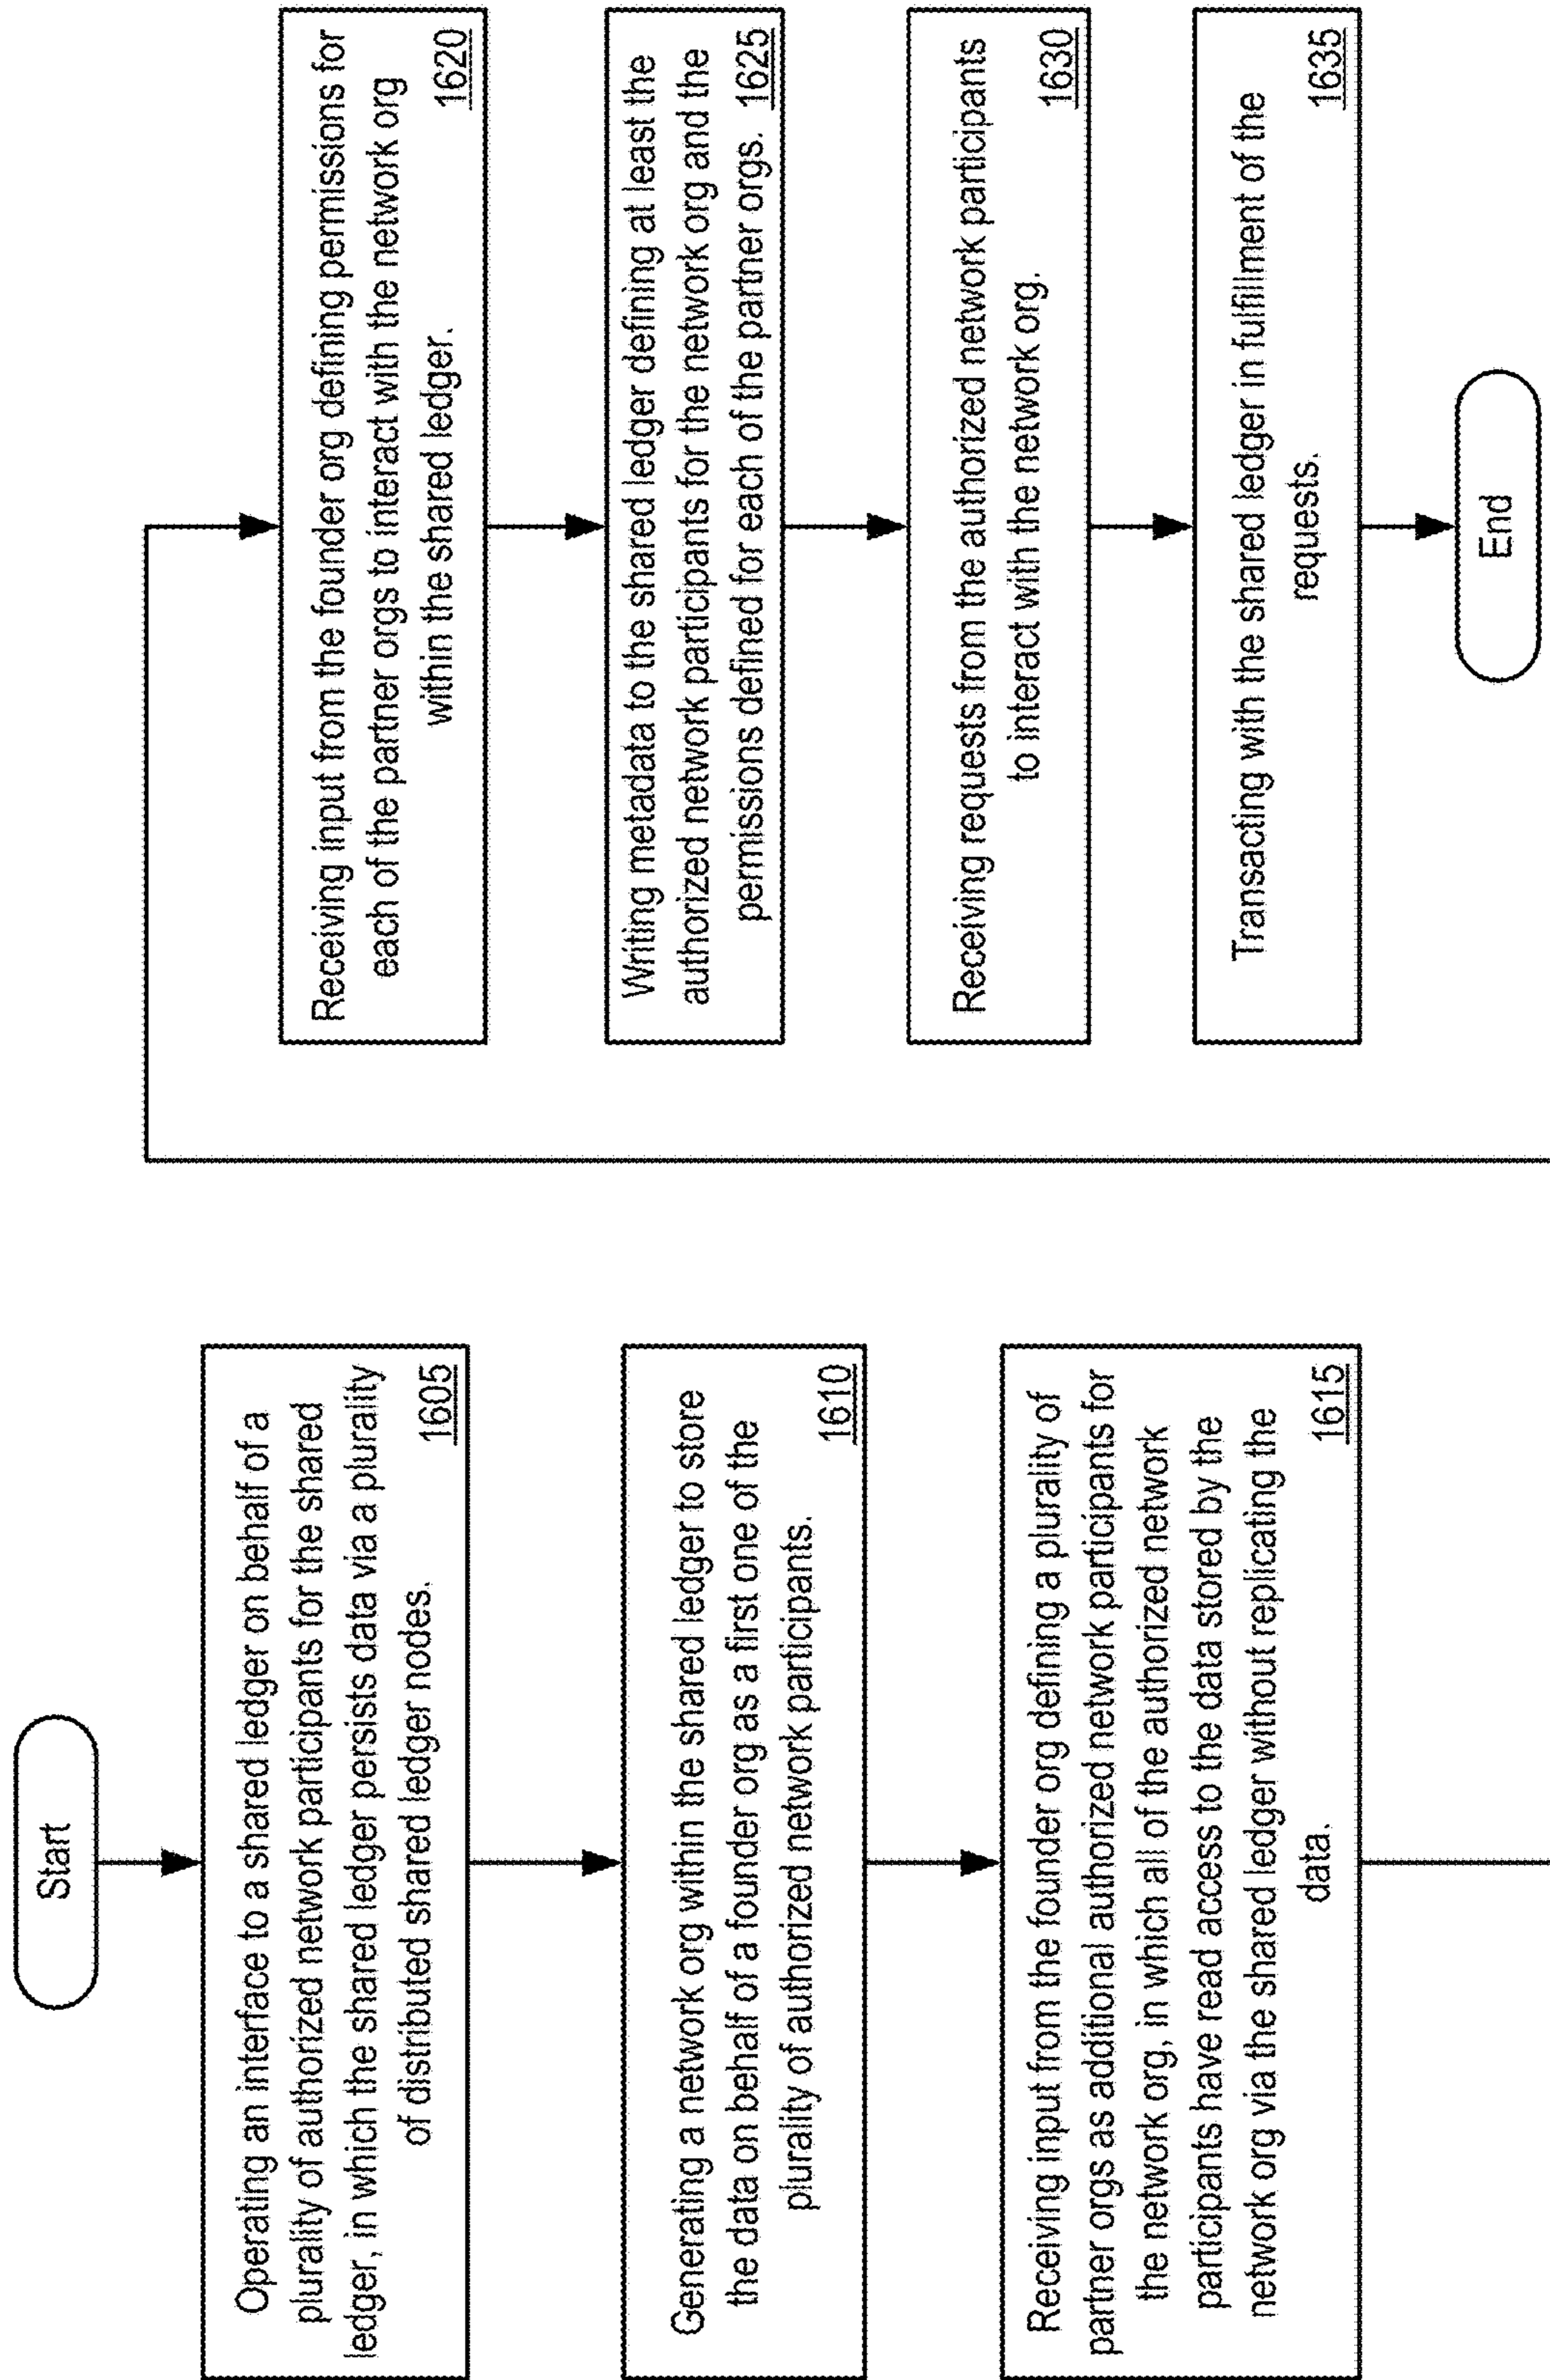 Start
Operating an interface to a shared ledger on behalf of a
plurality of authorized network participants for the shared
ledger, in which the shared ledger persists data via a plurality
of distributed shared ledger nodes.
1605
Generating a network org within the shared ledger to store
the data on behalf of a founder org as a first one of the
plurality of authorized network participants.
1610
Receiving input from the founder org defining a plurality of
partner orgs as additional authorized network participants for
the network org, in which all of the authorized network
participants have read access to the data stored by the
network org via the shared ledger without replicating the
data.
1615
Receiving input from the founder org defining permissions for
each of the partner orgs to interact with the network org
within the shared ledger.
1620
Writing metadata to the shared ledger defining at least the
authorized network participants for the network org and the
permissions defined for each of the partner orgs. 1625
Receiving requests from the authorized network participants
to interact with the network org.
1630
Transacting with the shared ledger in fulfillment of the
requests.
1635
End